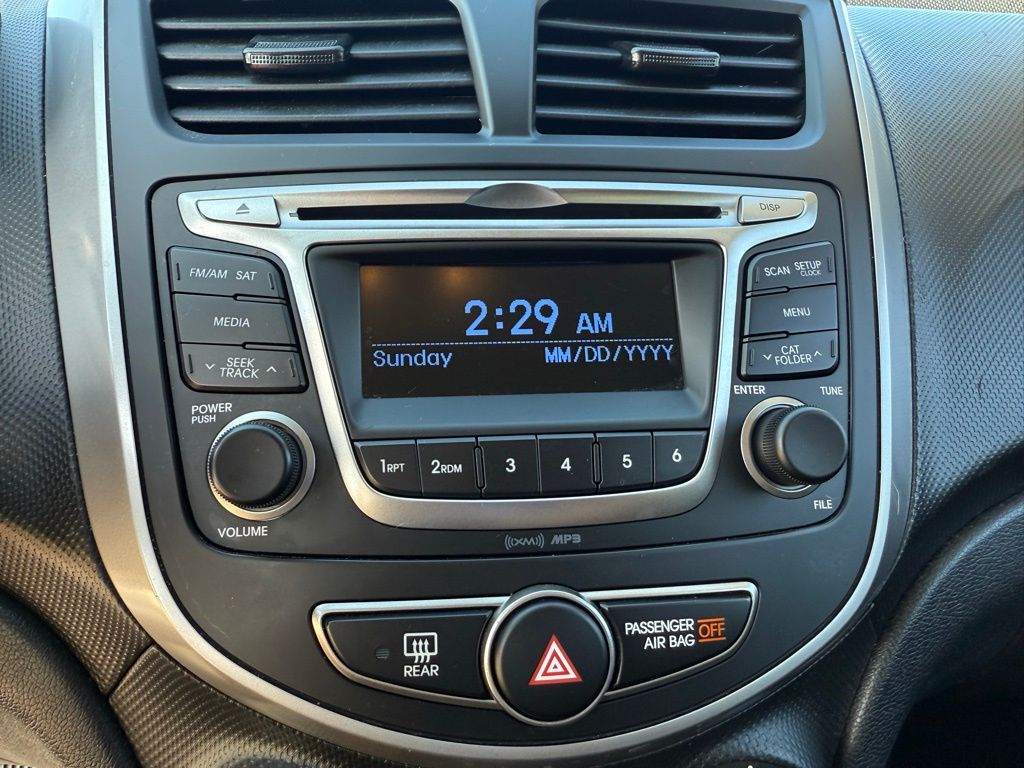 DISP
FM/AM SAT
SCAN SETUP
CLOCK
MEDIA
MENU
SEEK
TRACK
CAT
FOLDER
2:29 AM
Sunday MM/DD/YYYY
POWER
PUSH
ENTER TUNE
1RPT 2RDM 3 4 5 6
VOLUME
FILE
((XM)) MP3
REAR
PASSENGER
AIR BAG OFF